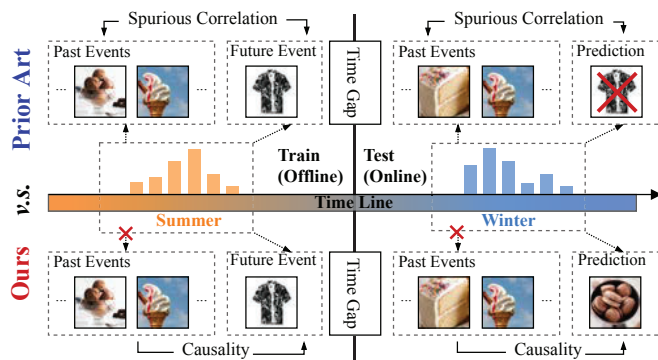 Spurious Correlation
Spurious Correlation
Past Events
Future Event
Time Gap
Past Events
Prediction
...
...
...
...
Prior Art
Train
(Offline)
Test
(Online)
v.s.
Time Line
Summer
Winter
Ours
Past Events
Future Event
Time Gap
Past Events
Prediction
...
...
...
...
Causality
Causality